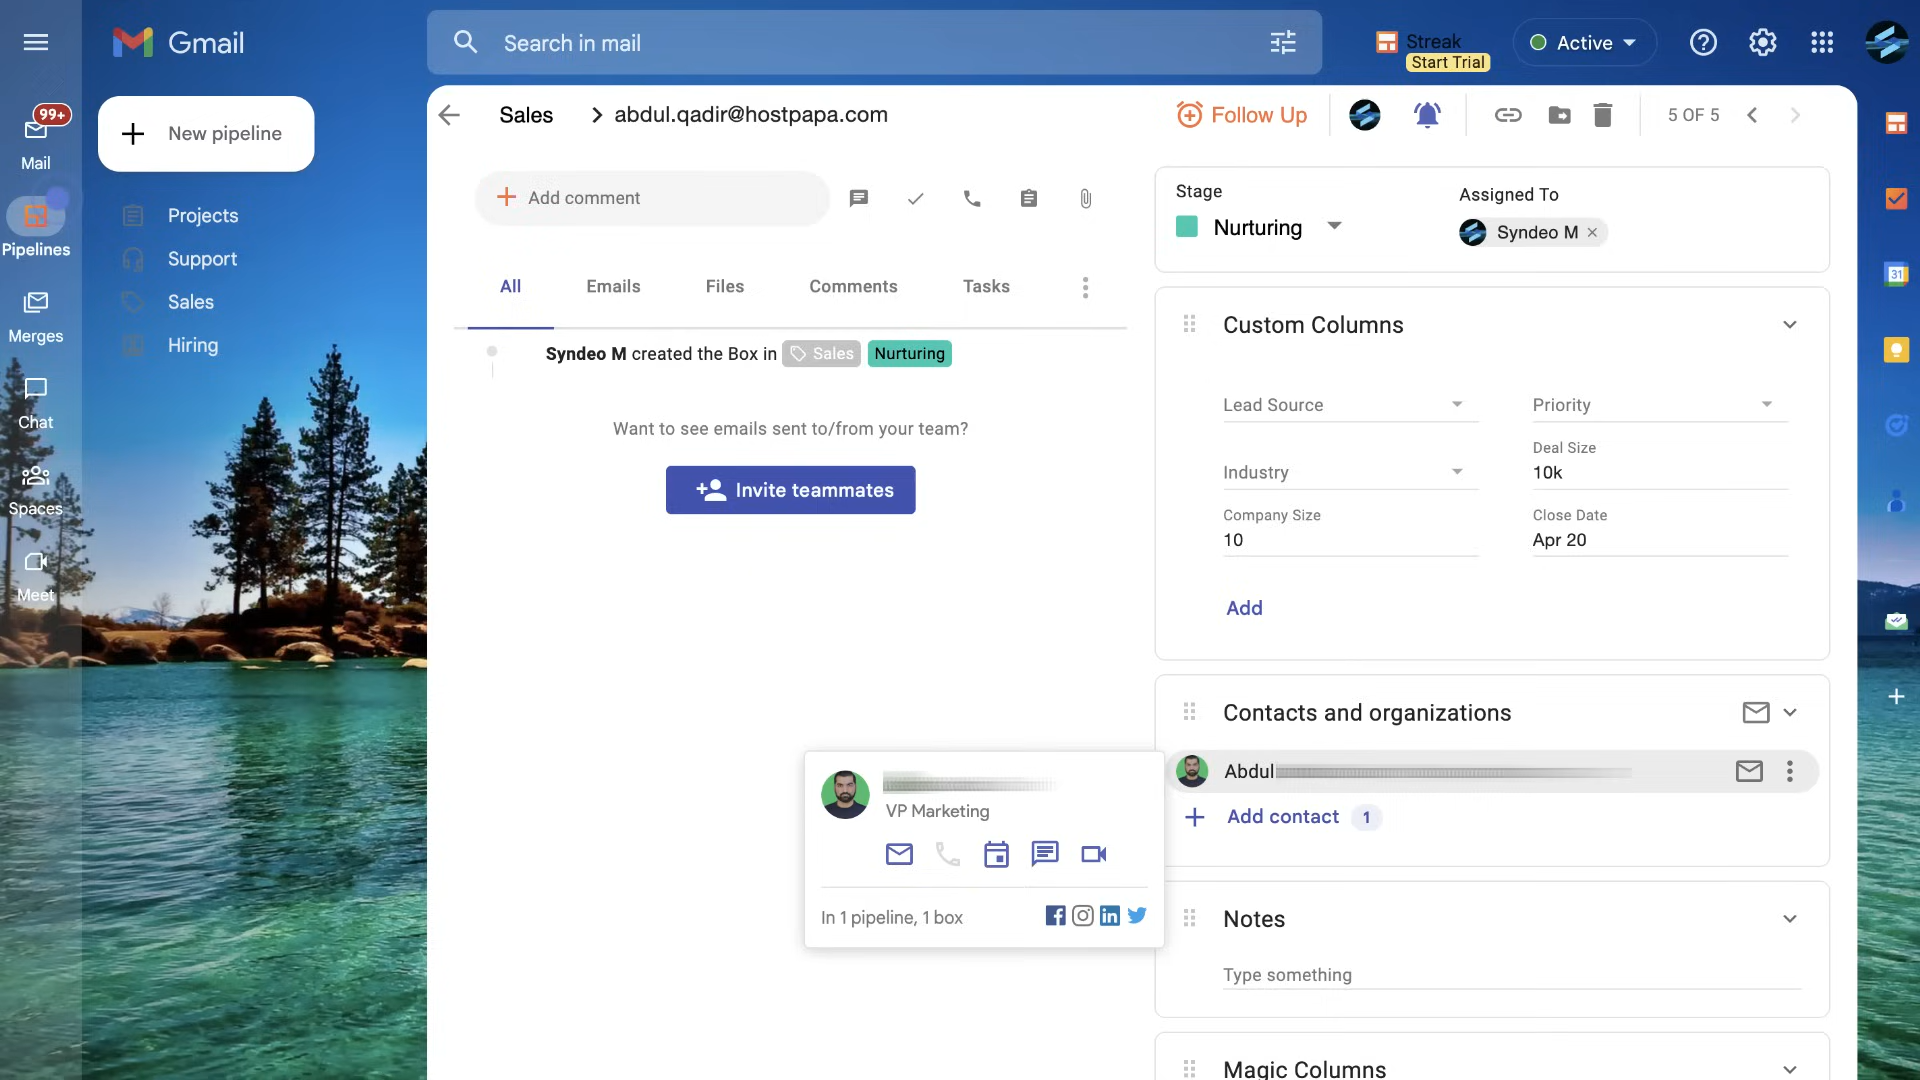 Gmail
Search in mail
Streak
Start Trial
Active
99+
Mail
Pipelines
Merges
Chat
Spaces
Meet
New pipeline
Projects
Support
Sales
Hiring
Sales > abdul.qadir@hostpapa.com
Follow Up
5 OF 5
Add comment
All Emails Files Comments Tasks
Syndeo M created the Box in Sales Nurturing
Want to see emails sent to/from your team?
Invite teammates
VP Marketing
In 1 pipeline, 1 box
Stage
Nurturing
Assigned To
Syndeo M
Custom Columns
Lead Source
Priority
Industry
Deal Size
10k
Company Size
10
Close Date
Apr 20
Add
Contacts and organizations
Abdul
Add contact 1
Notes
Type something
Magic Columns
31